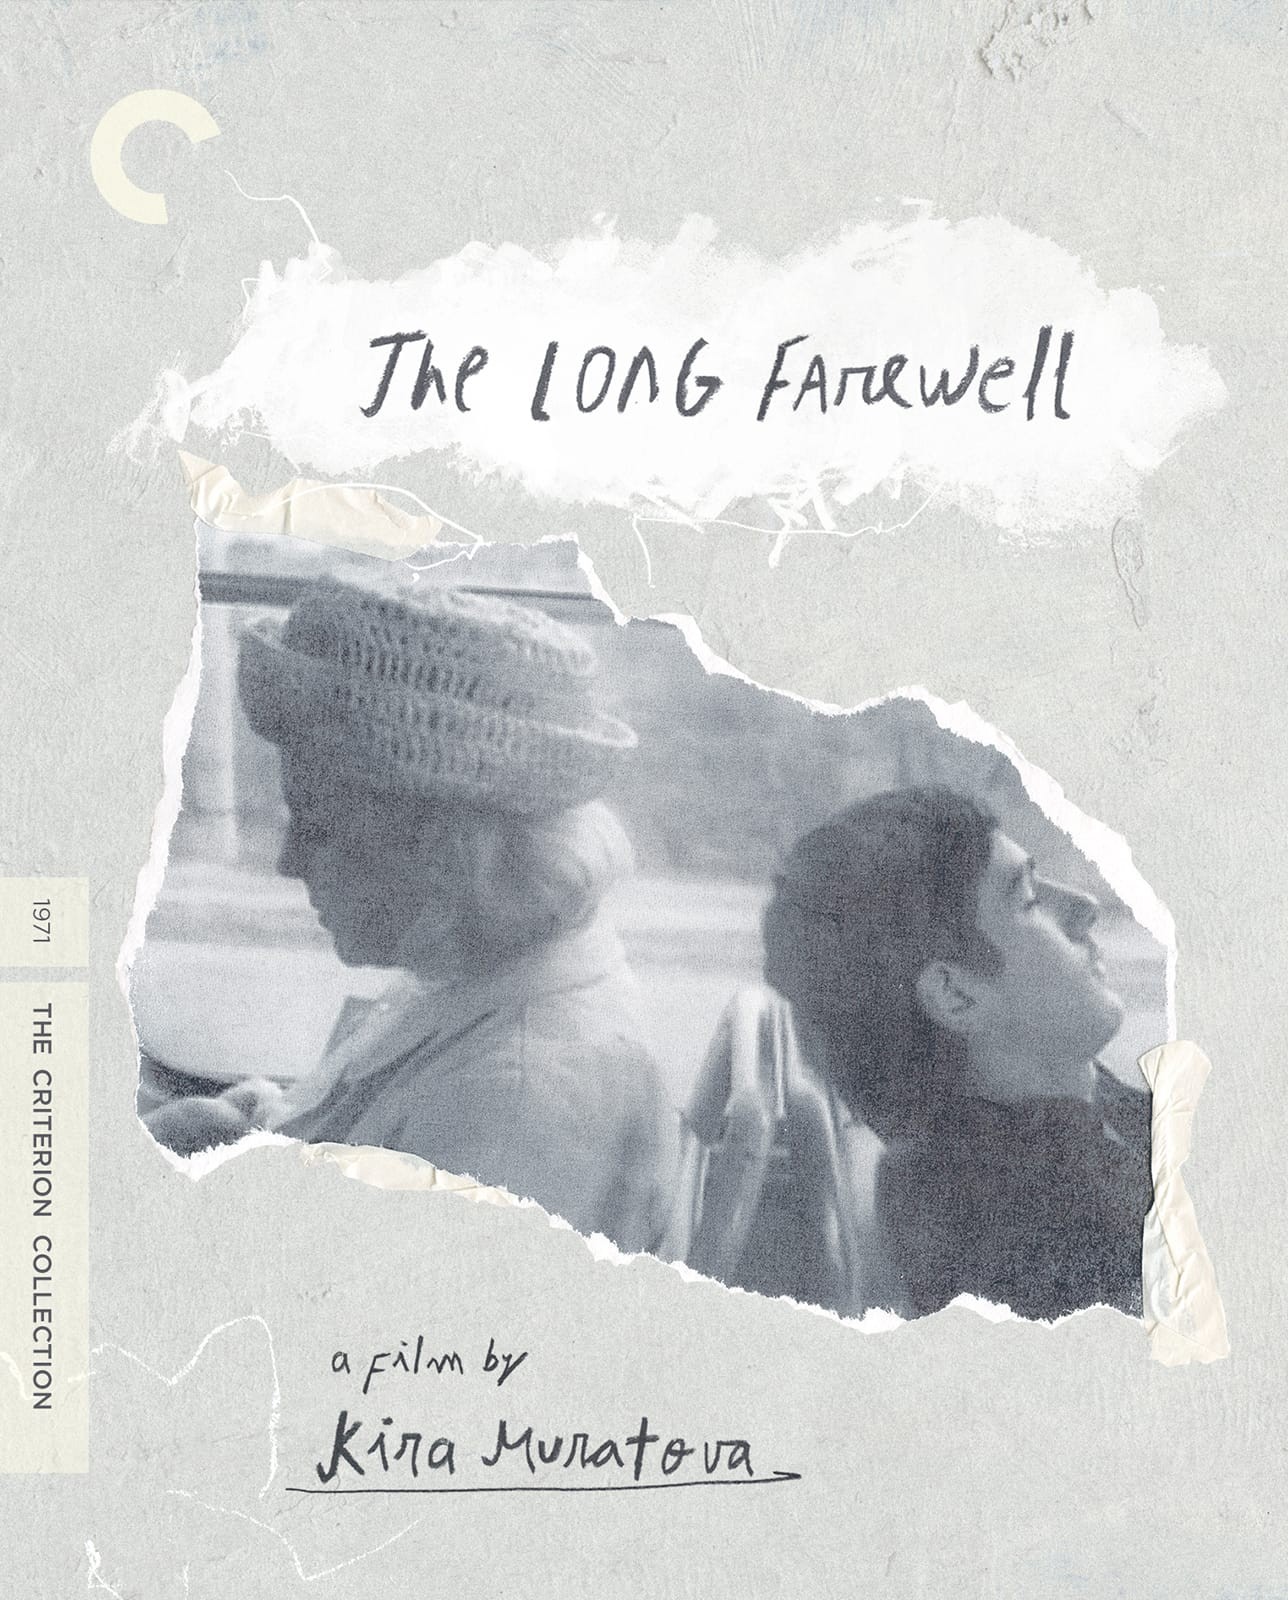 The LONG FArewell
1971
THE CRITERION COLLECTION
a film by
Kira Muratova